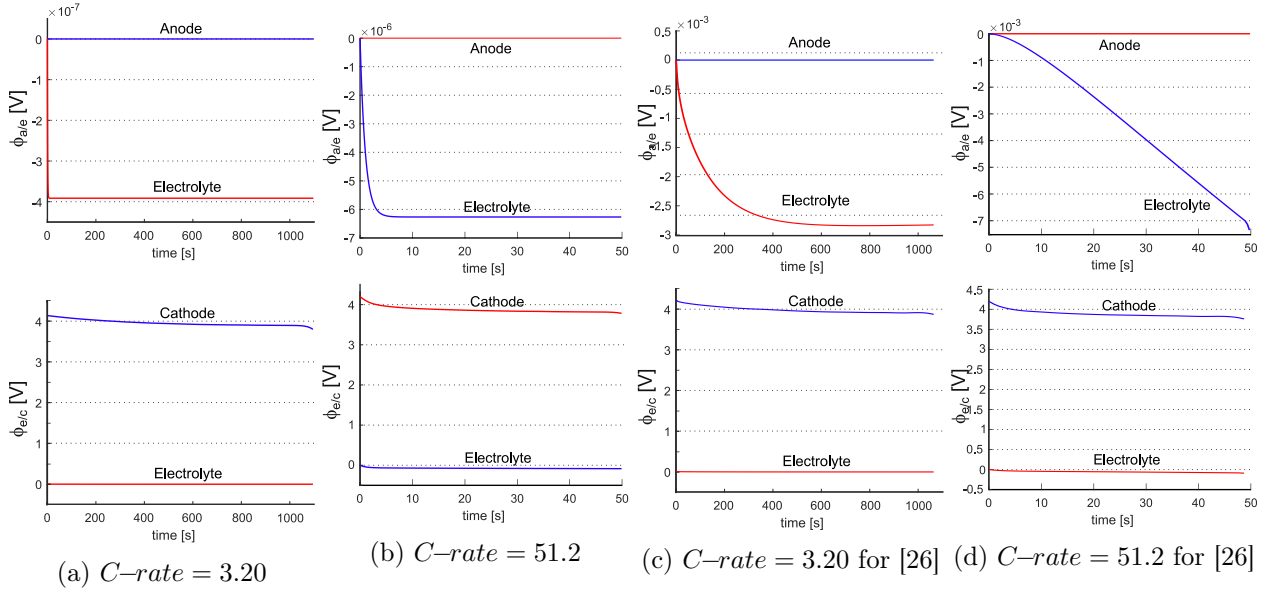 ×10⁻⁷
Anode
0
-1
-2
-3
-4
ϕa/e [V]
Electrolyte
0 200 400 600 800 1000
time [s]
×10⁻⁶
0
Anode
-1
-2
-3
-4
-5
-6
-7
ϕa/e [V]
Electrolyte
0 10 20 30 40 50
time [s]
×10⁻³
0.5
Anode
0
-0.5
-1
-1.5
-2
-2.5
-3
ϕa/e [V]
Electrolyte
0 200 400 600 800 1000
time [s]
×10⁻³
0
Anode
-1
-2
-3
-4
-5
-6
-7
ϕa/e [V]
Electrolyte
0 10 20 30 40 50
time [s]
Cathode
4
4
2
1
0
ϕe/c [V]
Electrolyte
0 200 400 600 800 1000
time [s]
Cathode
4
3
2
1
0
ϕe/c [V]
Electrolyte
0 10 20 30 40 50
time [s]
Cathode
4
3
2
1
0
ϕe/c [V]
Electrolyte
0 200 400 600 800 1000
time [s]
4.5
Cathode
4
3.5
3
2.5
2
1.5
1
0.5
0
-0.5
ϕe/c [V]
Electrolyte
0 10 20 30 40 50
time [s]
(a) C−rate = 3.20
(b) C−rate = 51.2
(c) C−rate = 3.20 for [26]
(d) C−rate = 51.2 for [26]